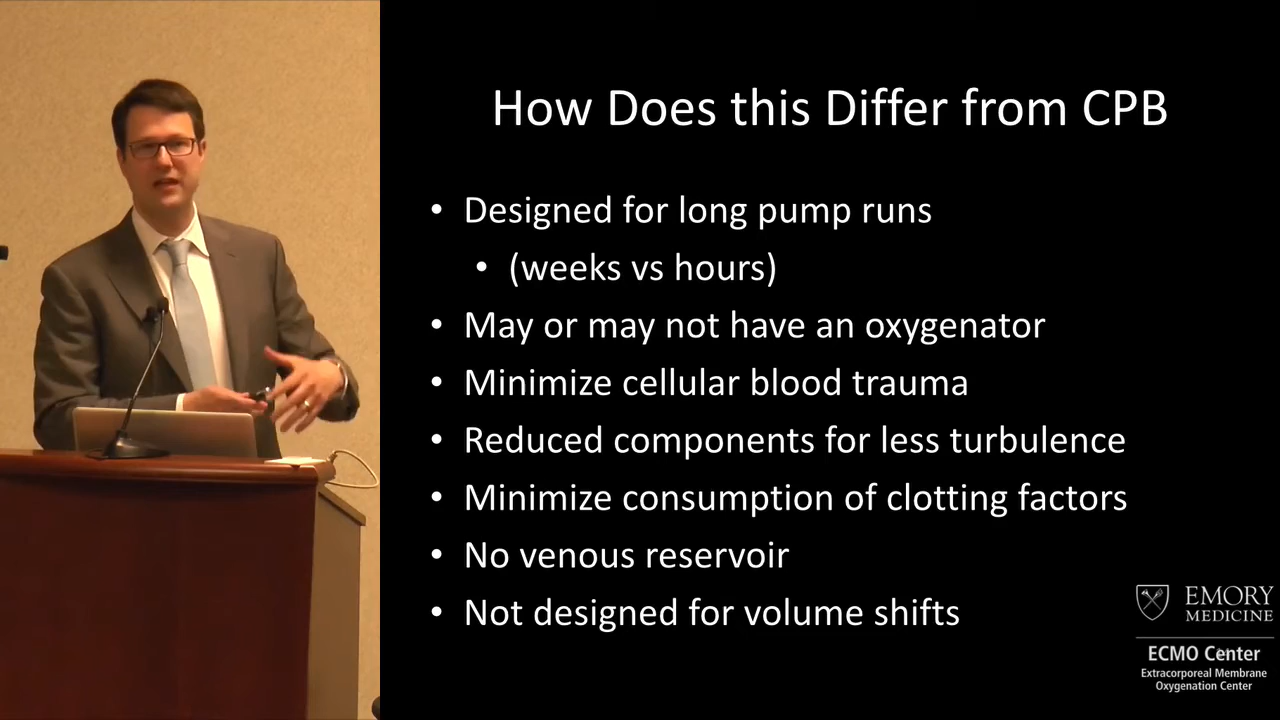 How Does this Differ from CPB
• Designed for long pump runs
• (weeks vs hours)
• May or may not have an oxygenator
• Minimize cellular blood trauma
• Reduced components for less turbulence
• Minimize consumption of clotting factors
• No venous reservoir
• Not designed for volume shifts
EMORY
MEDICINE
ECMO Center
Extracorporeal Membrane
Oxygenation Center